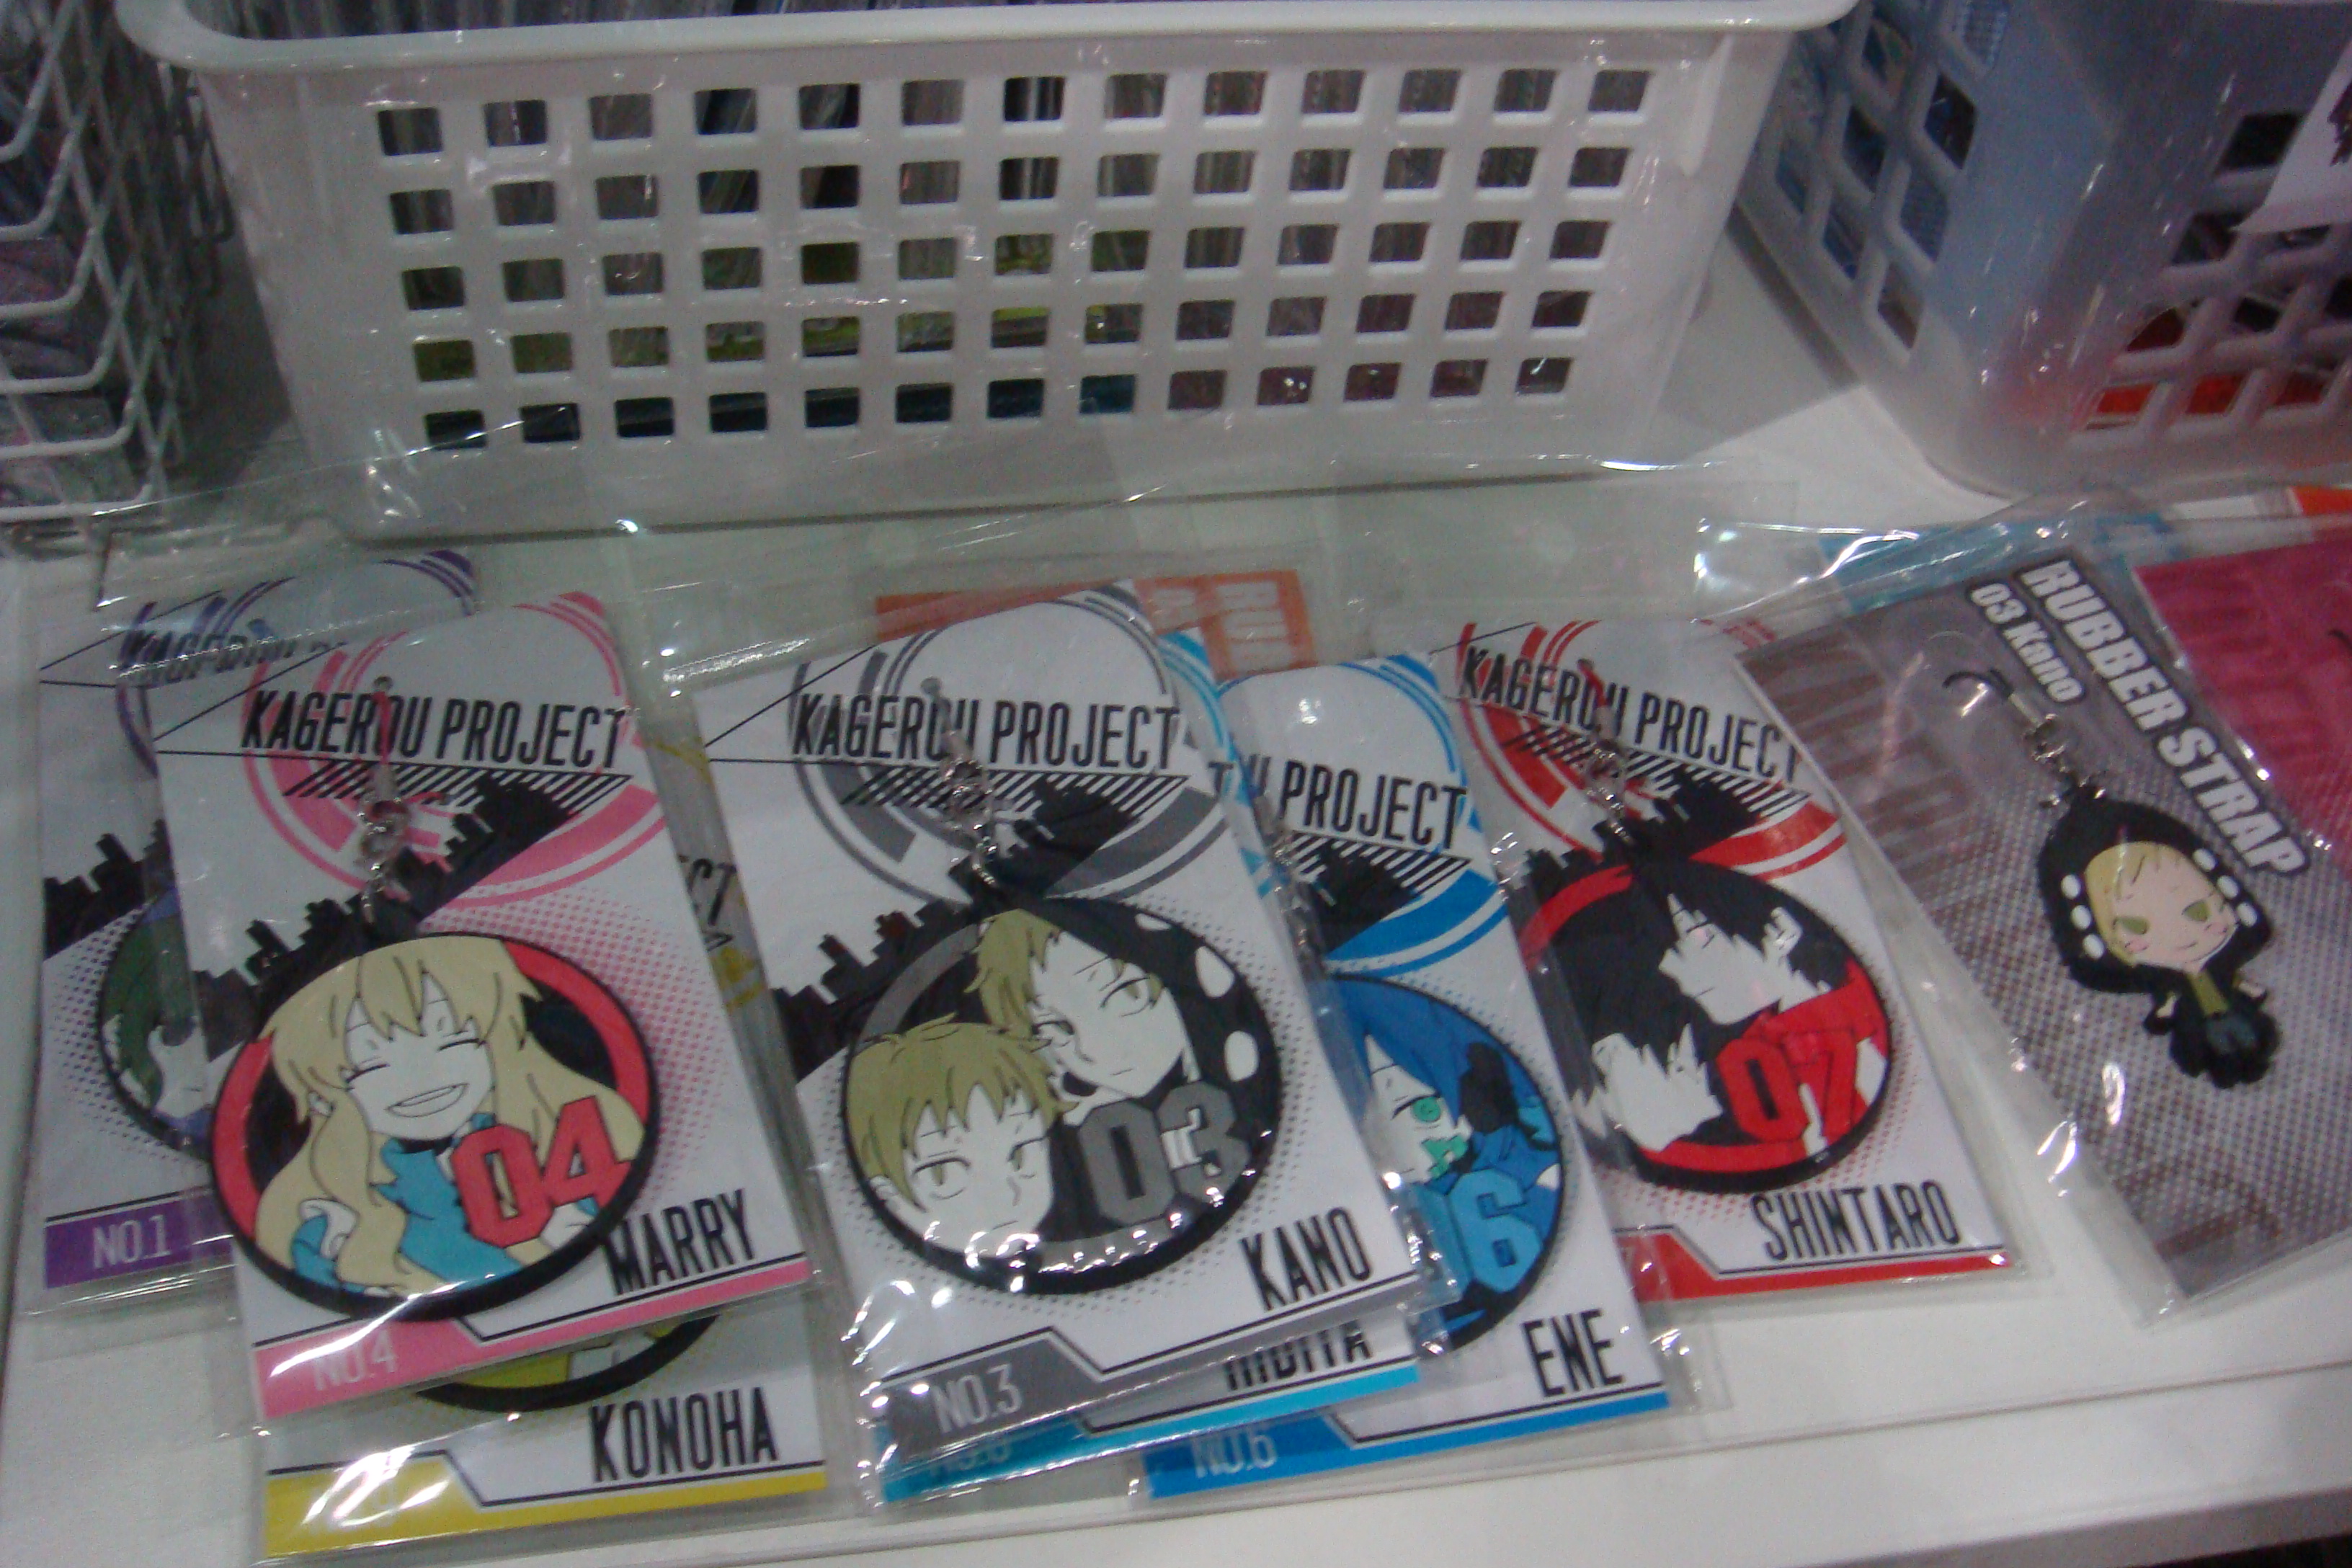 KAGEROU PROJECT
04
MARRY
NO.4
NO.1
KONOHA
KAGEROU PROJECT
03
KANO
NO.3
HIBIYA
PROJECT
6
ENE
NO.6
KAGEROU PROJECT
07
SHINTARO
RUBBER STRAP
03 Kano